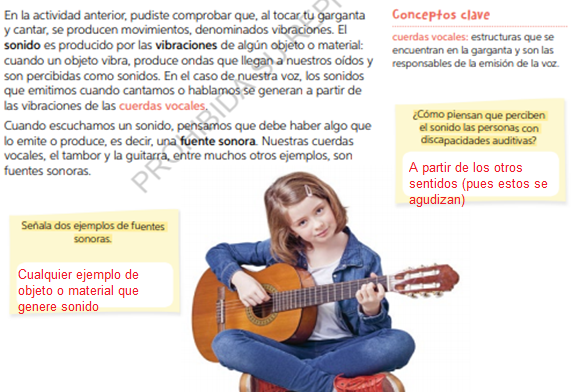 En la actividad anterior, pudiste comprobar que, al tocar tu garganta
y cantar, se producen movimientos, denominados vibraciones. El
sonido es producido por las vibraciones de algún objeto o material:
cuando un objeto vibra, produce ondas que llegan a nuestros oídos y
son percibidas como sonidos. En el caso de nuestra voz, los sonidos
que emitimos cuando cantamos o hablamos se generan a partir de
las vibraciones de las cuerdas vocales.
Cuando escuchamos un sonido, pensamos que debe haber algo que
lo emite o produce, es decir, una fuente sonora. Nuestras cuerdas
vocales, el tambor y la guitarra, entre muchos otros ejemplos, son
fuentes sonoras.
Señala dos ejemplos de fuentes
sonoras.
Cualquier ejemplo de
objeto o material que
genere sonido
Conceptos clave
cuerdas vocales: estructuras que se
encuentran en la garganta y son las
responsables de la emisión de la voz.
¿Cómo piensan que perciben
el sonido las personas con
discapacidades auditivas?
A partir de los otros
sentidos (pues estos se
agudizan)
PROHIBIDA SU